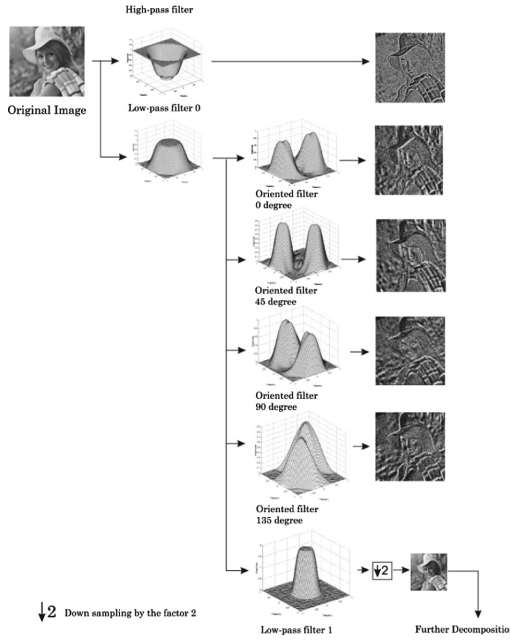 High-pass filter
Original Image
Low-pass filter 0
Oriented filter
0 degree
Oriented filter
45 degree
Oriented filter
90 degree
Oriented filter
135 degree
↓2
↓2 Down sampling by the factor 2
Low-pass filter 1
Further Decompositio